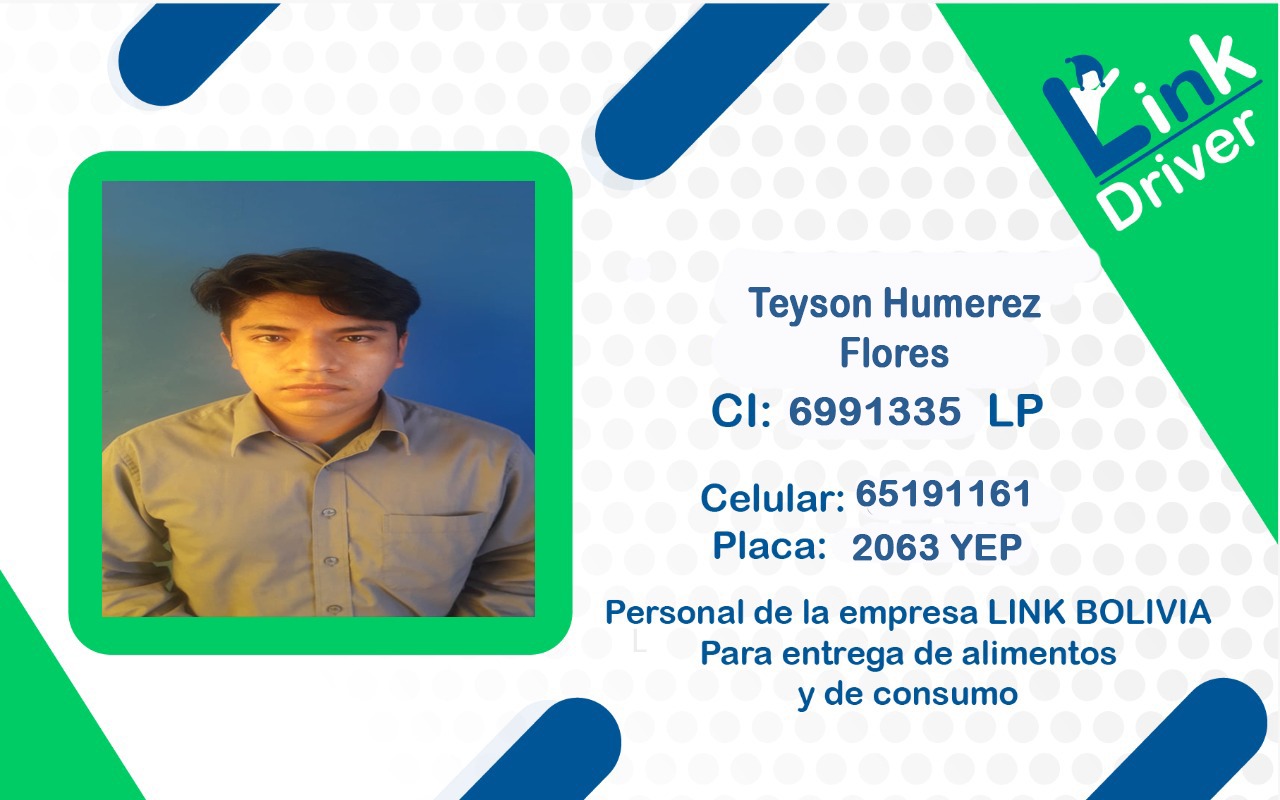 Link
Driver
Teyson Humerez
Flores
CI: 6991335 LP
Celular: 65191161
Placa: 2063 YEP
Personal de la empresa LINK BOLIVIA
Para entrega de alimentos
y de consumo
L